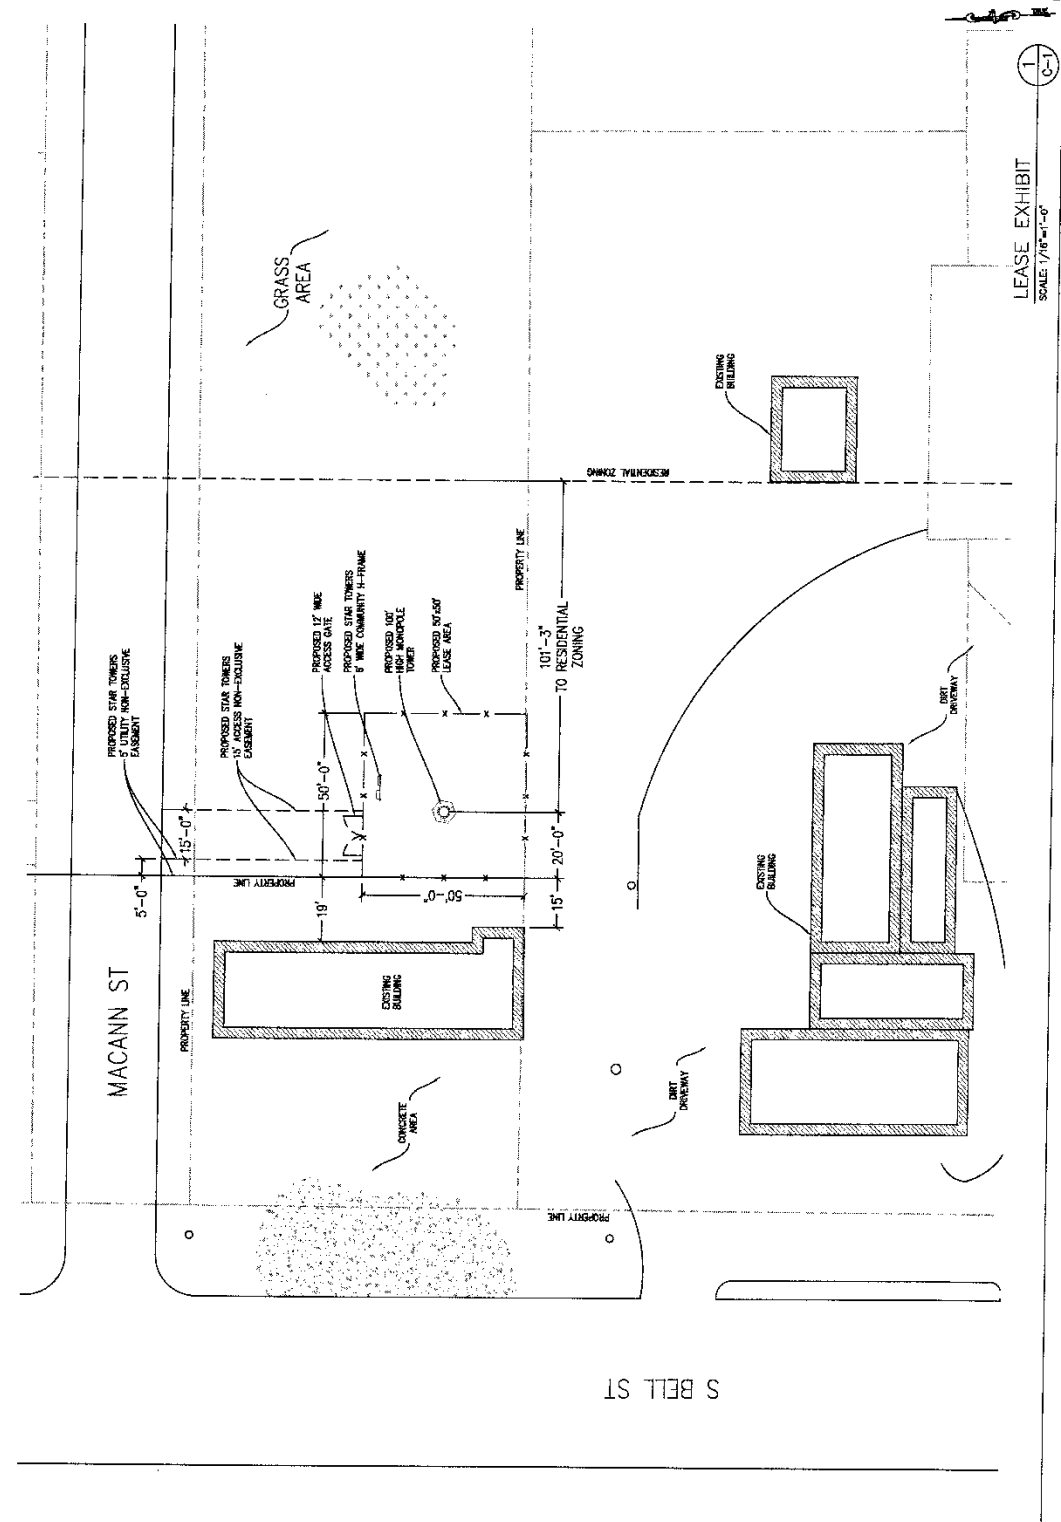 TRUE
1
C-1
LEASE EXHIBIT
SCALE: 1/16"=1'-0"
GRASS
AREA
EXISTING
BUILDING
RESIDENTIAL ZONING
PROPERTY LINE
PROPOSED STAR TOWERS
5' UTILITY NON-EXCLUSIVE
EASEMENT
PROPOSED STAR TOWERS
15' ACCESS NON-EXCLUSIVE
EASEMENT
PROPOSED 12' WIDE
ACCESS GATE
PROPOSED STAR TOWERS
6' WIDE COMMUNITY H-FRAME
PROPOSED 100'
HIGH MONOPOLE
TOWER
PROPOSED 50'x50'
LEASE AREA
101'-3"
TO RESIDENTIAL
ZONING
DIRT
DRIVEWAY
5'-0"
15'-0"
50'-0"
20'-0"
PROPERTY LINE
19'
50'-0"
15'
EXISTING
BUILDING
MACANN ST
PROPERTY LINE
EXISTING
BUILDING
CONCRETE
AREA
DIRT
DRIVEWAY
PROPERTY LINE
S BELL ST